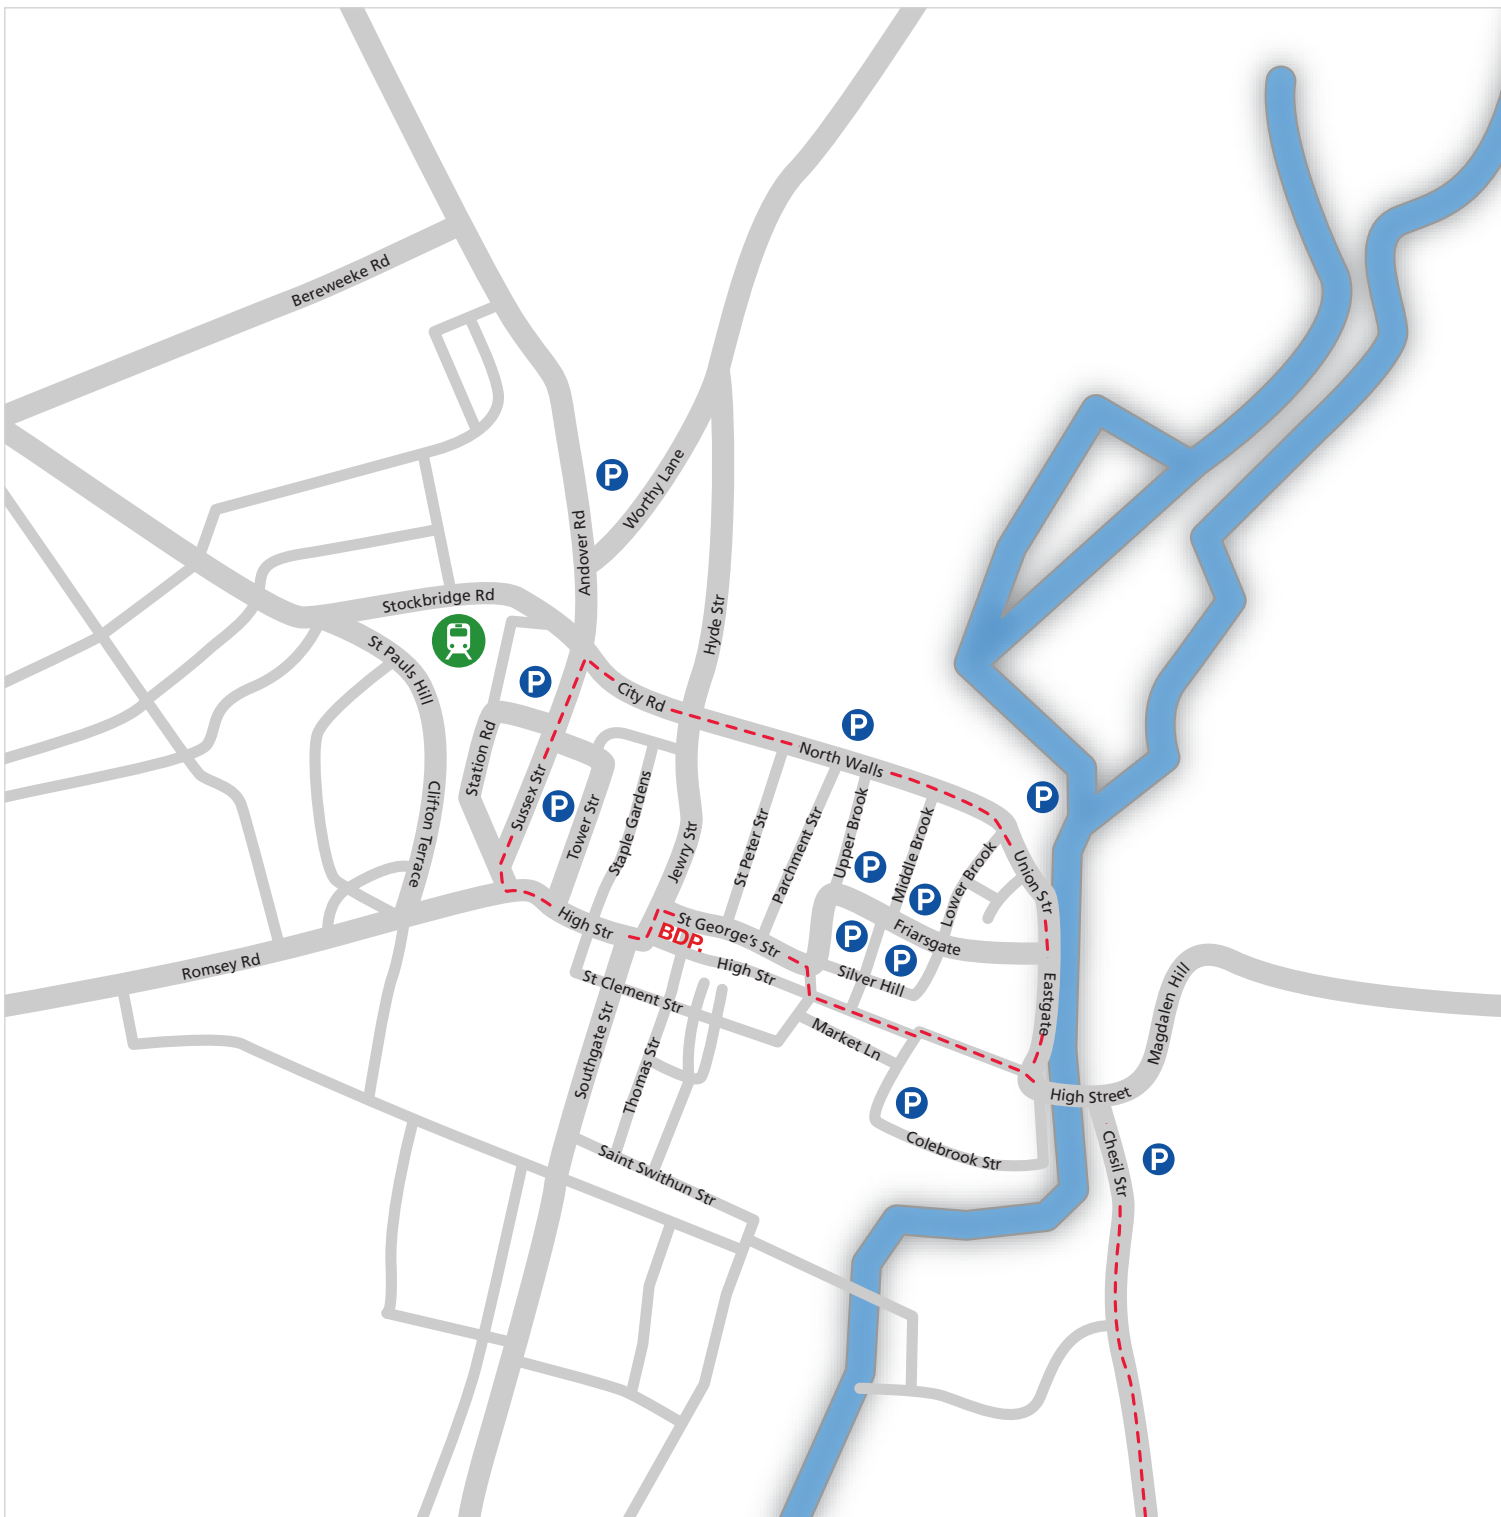 Bereweeke Rd
P
Worthy Lane
Andover Rd
Stockbridge Rd
Hyde Str
St Pauls Hill
P
City Rd
P
North Walls
Station Rd
Sussex Str
P
Tower Str
Staple Gardens
Jewry Str
St Peter Str
Parchment Str
Upper Brook
P
Middle Brook
P
Lower Brook
P
Union Str
Clifton Terrace
High Str
St George's Str
BDP.
P
Friarsgate
P
Silver Hill
High Str
Romsey Rd
St Clement Str
Southgate Str
Thomas Str
Market Ln
Eastgate
Magdalen Hill
High Street
P
Colebrook Str
Chesil Str
P
Saint Swithun Str